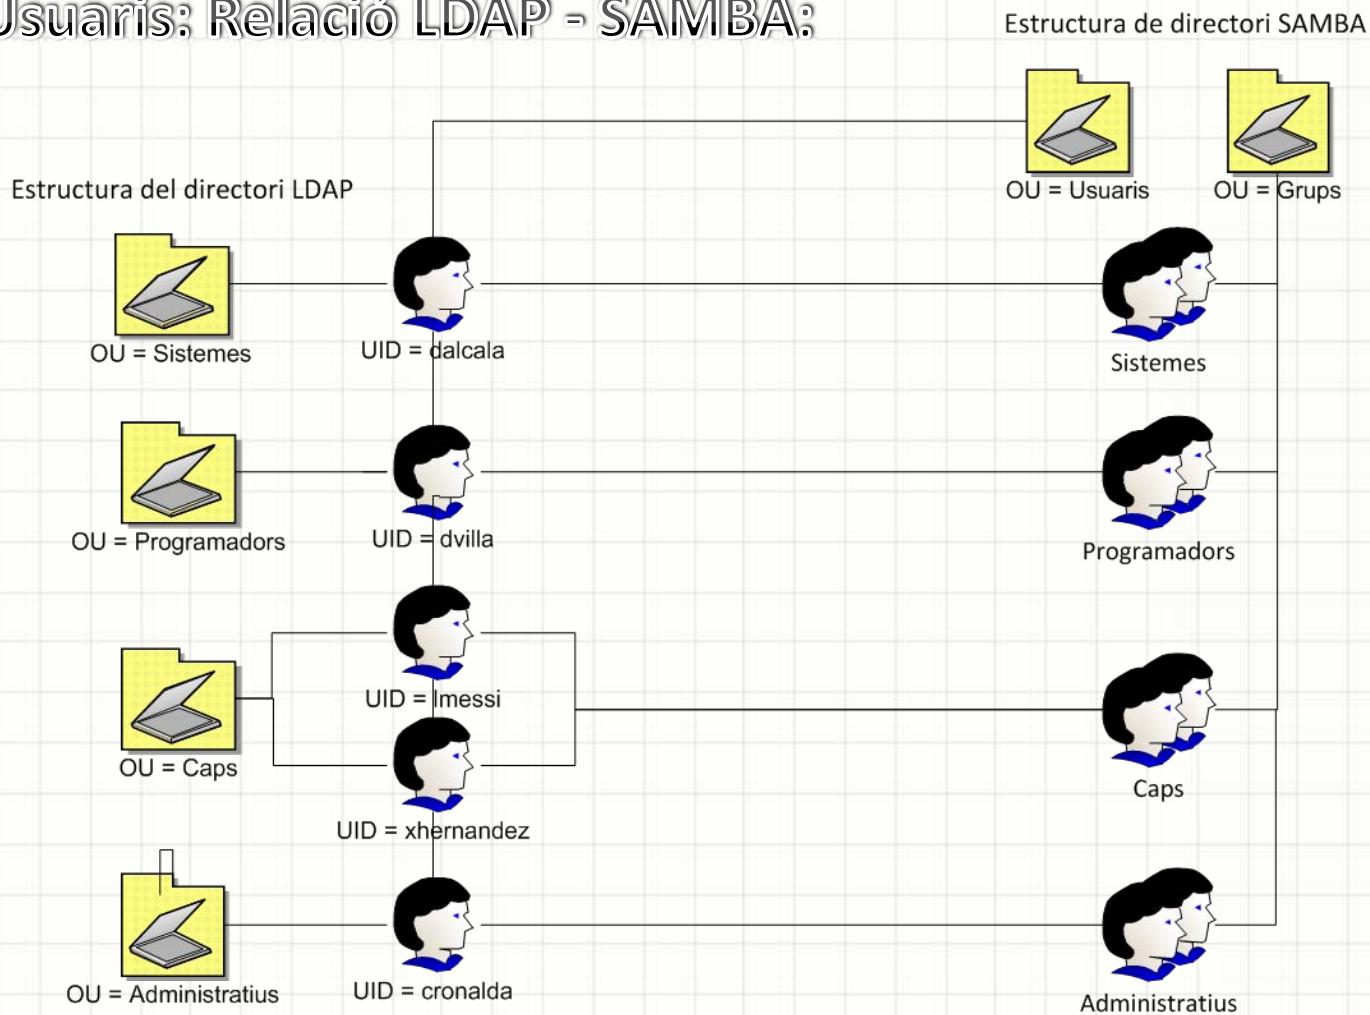 Usuaris: Relació LDAP - SAMBA:
Estructura de directori SAMBA
OU = Usuaris
OU = Grups
Estructura del directori LDAP
OU = Sistemes
UID = dalcala
Sistemes
OU = Programadors
UID = dvilla
Programadors
UID = lmessi
OU = Caps
UID = xhernandez
Caps
OU = Administratius
UID = cronalda
Administratius